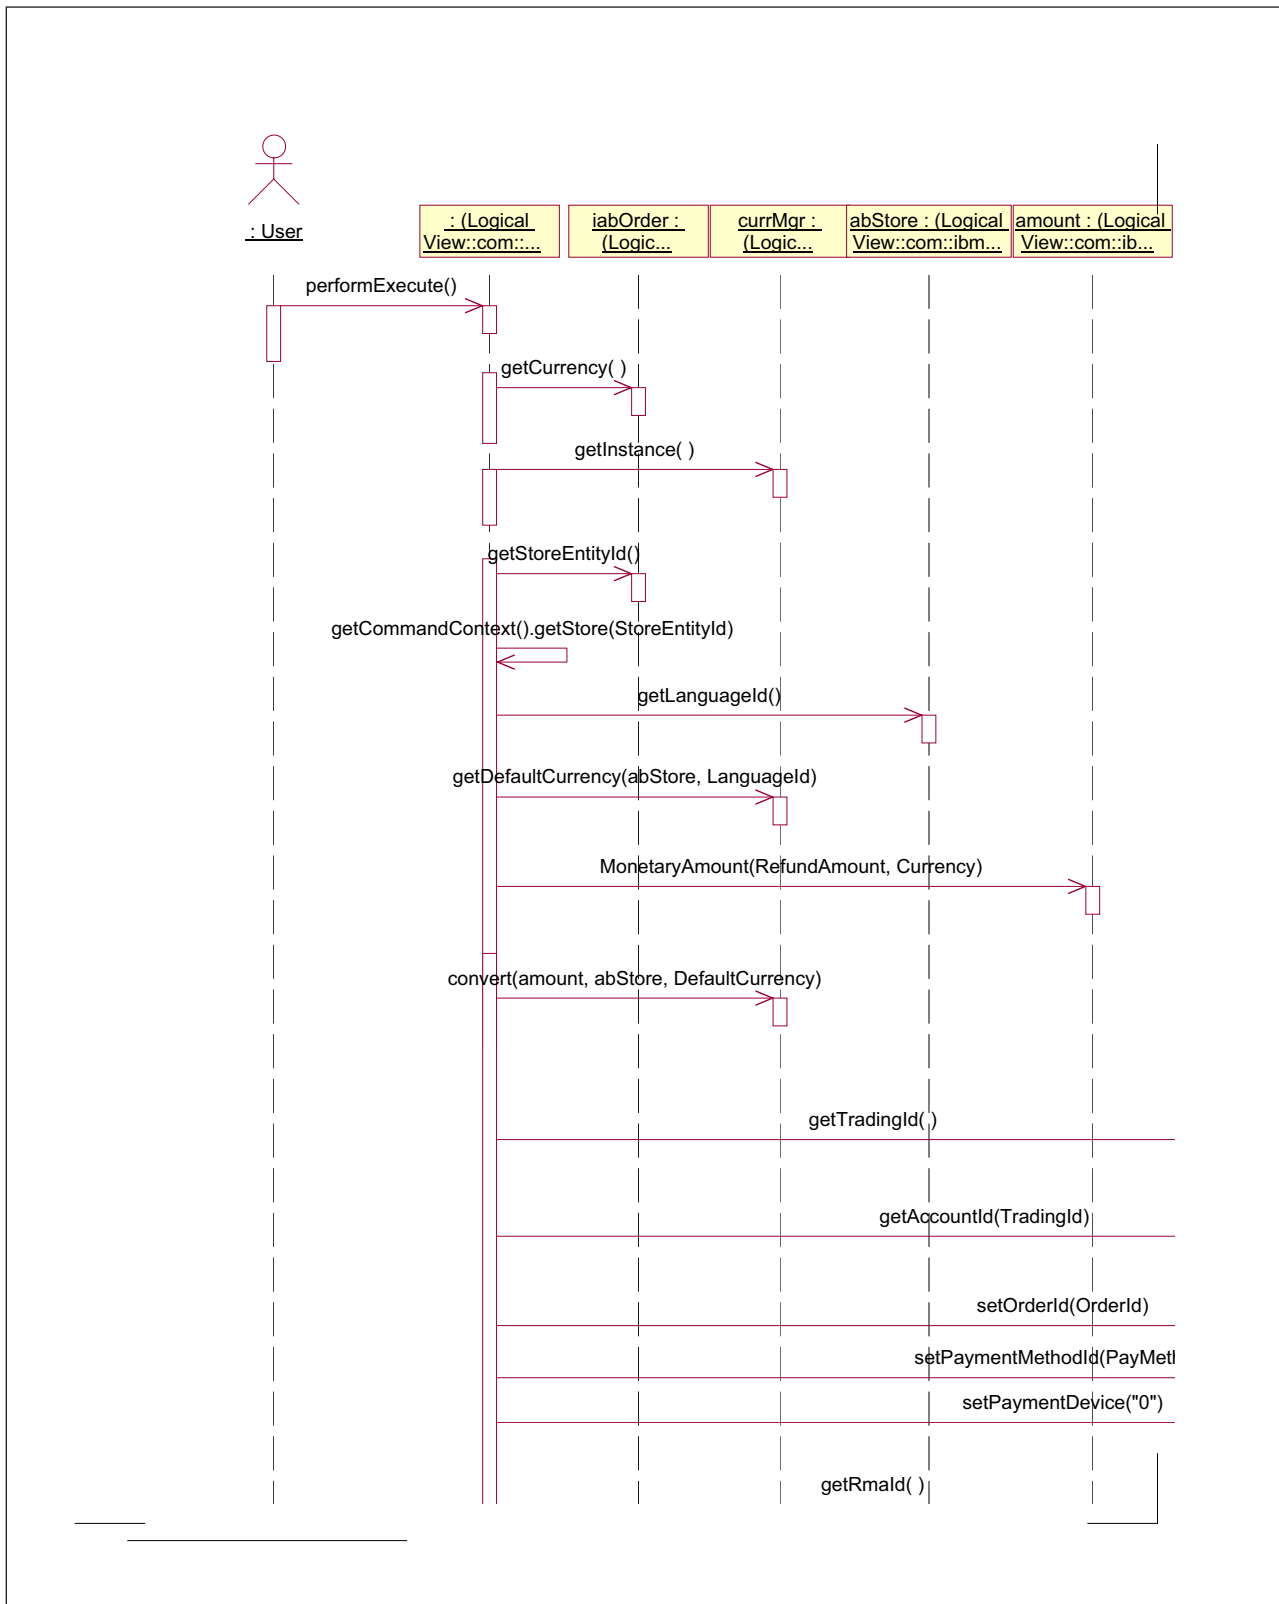 : User
: (Logical
View::com::...
iabOrder :
(Logic...
currMgr :
(Logic...
abStore : (Logical
View::com::ibm...
amount : (Logical
View::com::ib...
performExecute()
getCurrency( )
getInstance( )
getStoreEntityId()
getCommandContext().getStore(StoreEntityId)
getLanguageId()
getDefaultCurrency(abStore, LanguageId)
MonetaryAmount(RefundAmount, Currency)
convert(amount, abStore, DefaultCurrency)
getTradingId( )
getAccountId(TradingId)
setOrderId(OrderId)
setPaymentMethodId(PayMeth
setPaymentDevice("0")
getRmaId( )